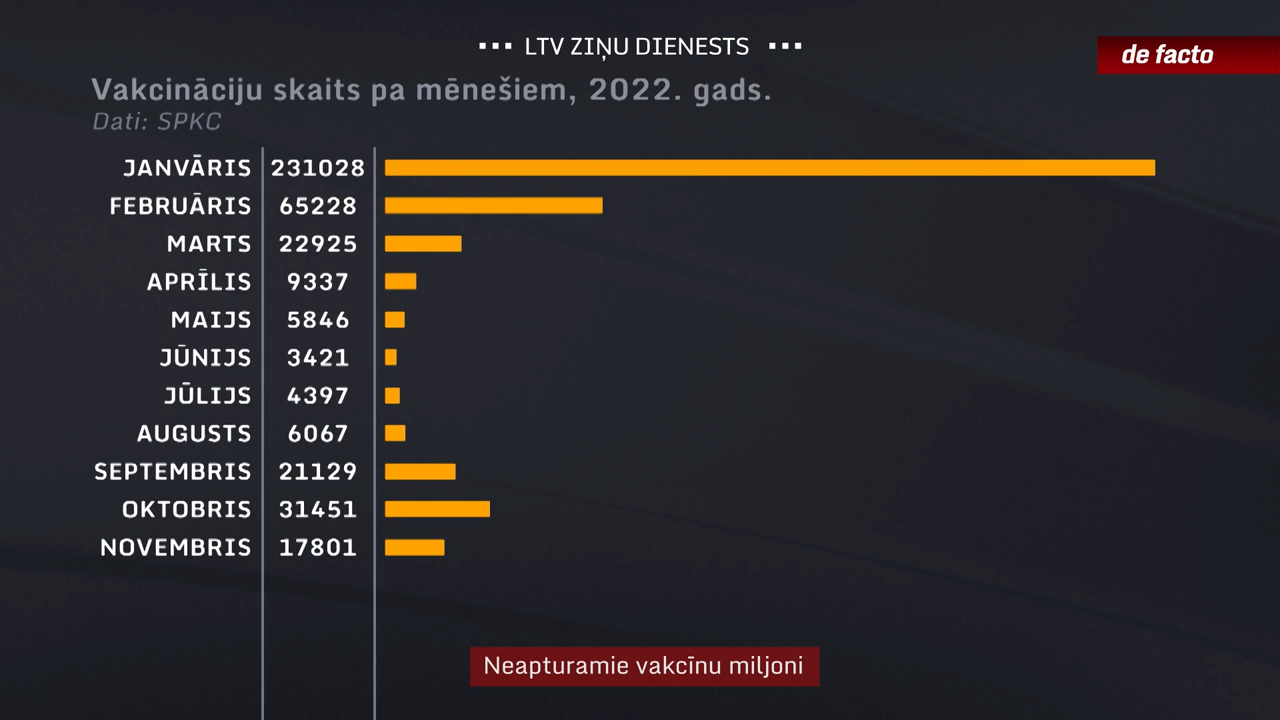 LTV ZIŅU DIENESTS
de facto
Vakcināciju skaits pa mēnešiem, 2022. gads.
Dati: SPKC
JANVĀRIS 231028
FEBRUĀRIS 65228
MARTS 22925
APRĪLIS 9337
MAIJS 5846
JŪNIJS 3421
JŪLIJS 4397
AUGUSTS 6067
SEPTEMBRIS 21129
OKTOBRIS 31451
NOVEMBRIS 17801
Neapturamie vakcīnu miljoni